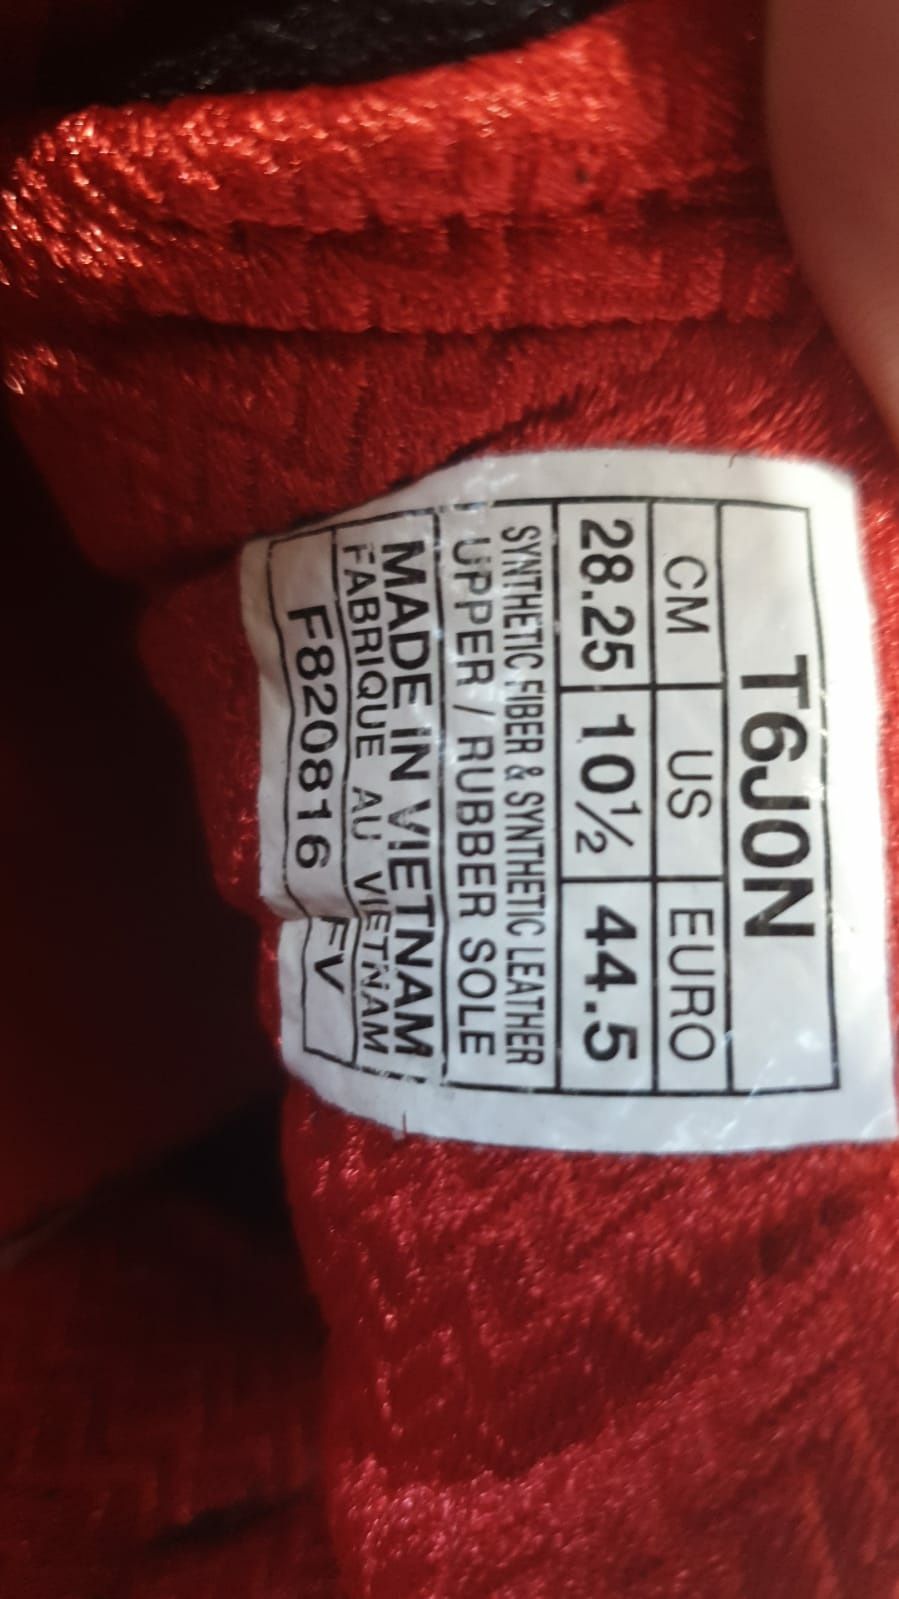 T6J0N
CM US EURO
28.25 10½ 44.5
SYNTHETIC FIBER & SYNTHETIC LEATHER
UPPER / RUBBER SOLE
MADE IN VIETNAM
FABRIQUE AU VIETNAM
F820816 FV